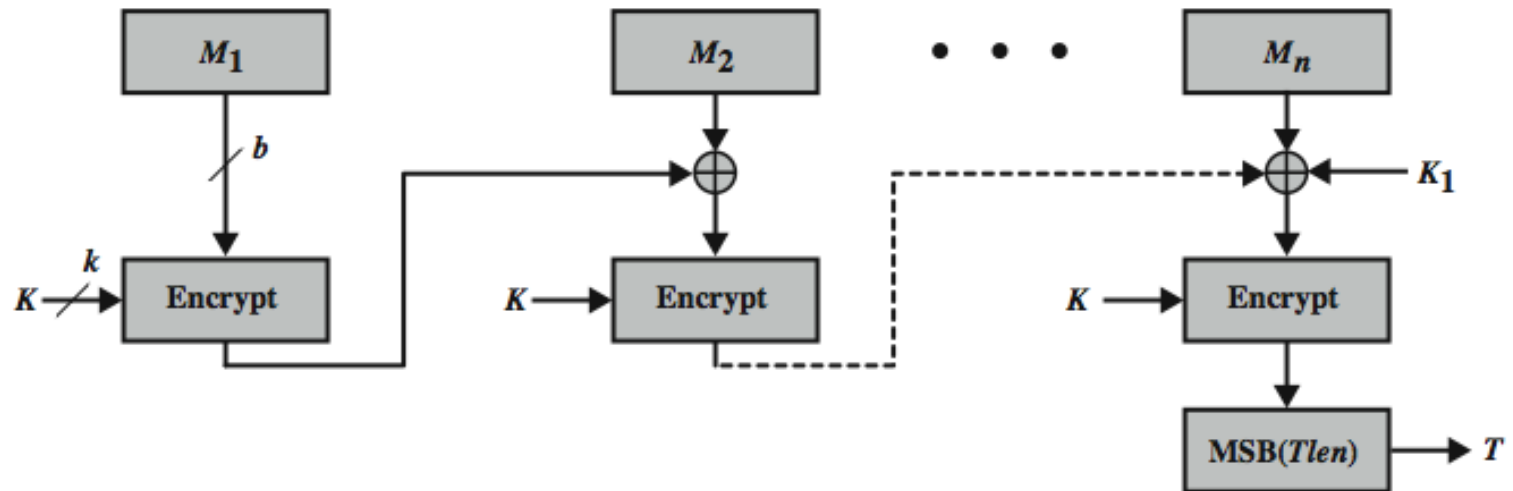 M1
M2
• • •
Mn
b
K1
k
K
Encrypt
K
Encrypt
K
Encrypt
MSB(Tlen)
T